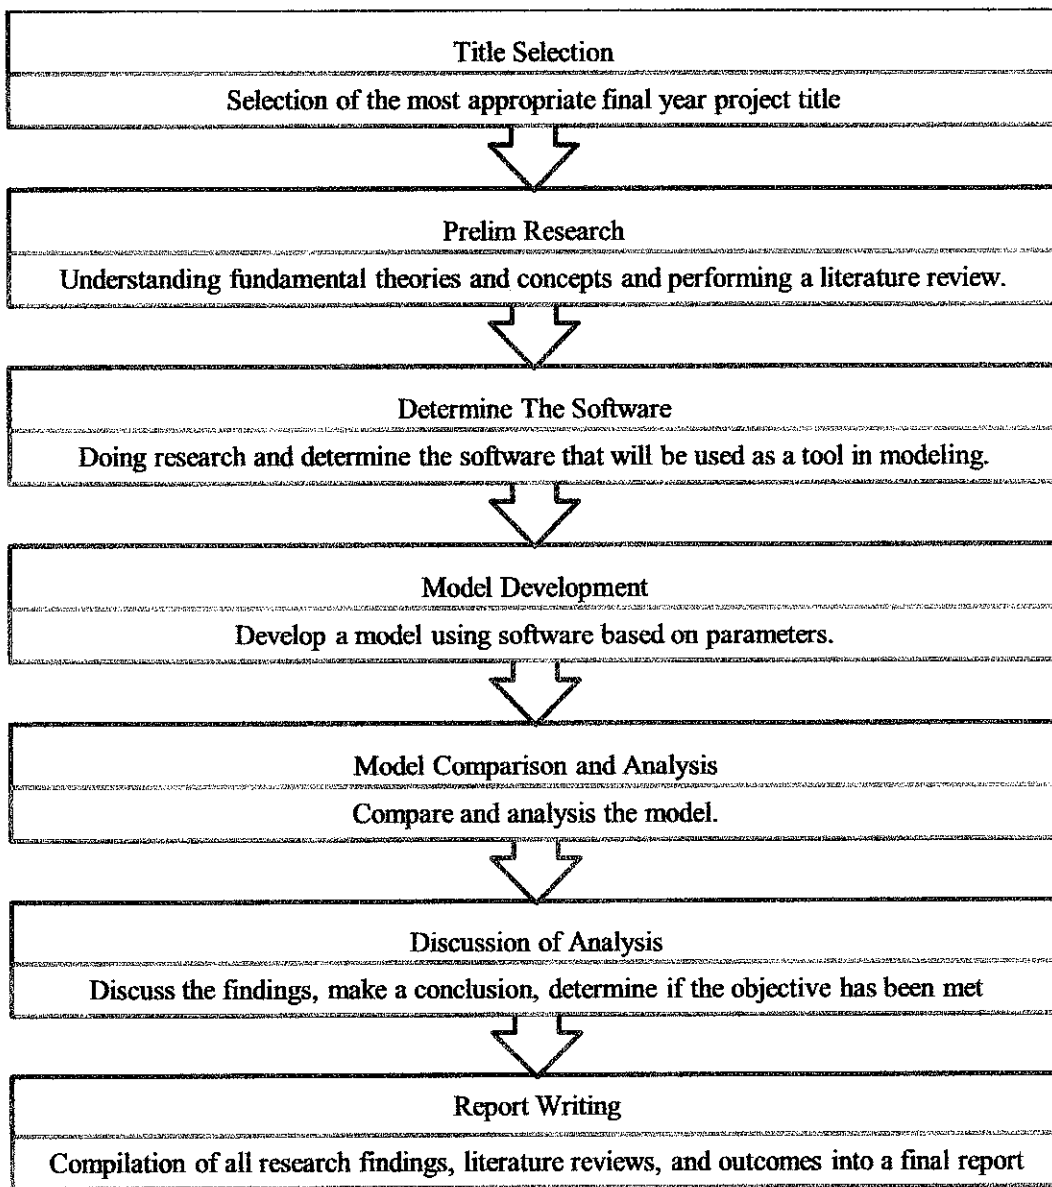 Title Selection
Selection of the most appropriate final year project title
Prelim Research
Understanding fundamental theories and concepts and performing a literature review.
Determine The Software
Doing research and determine the software that will be used as a tool in modeling.
Model Development
Develop a model using software based on parameters.
Model Comparison and Analysis
Compare and analysis the model.
Discussion of Analysis
Discuss the findings, make a conclusion, determine if the objective has been met
Report Writing
Compilation of all research findings, literature reviews, and outcomes into a final report